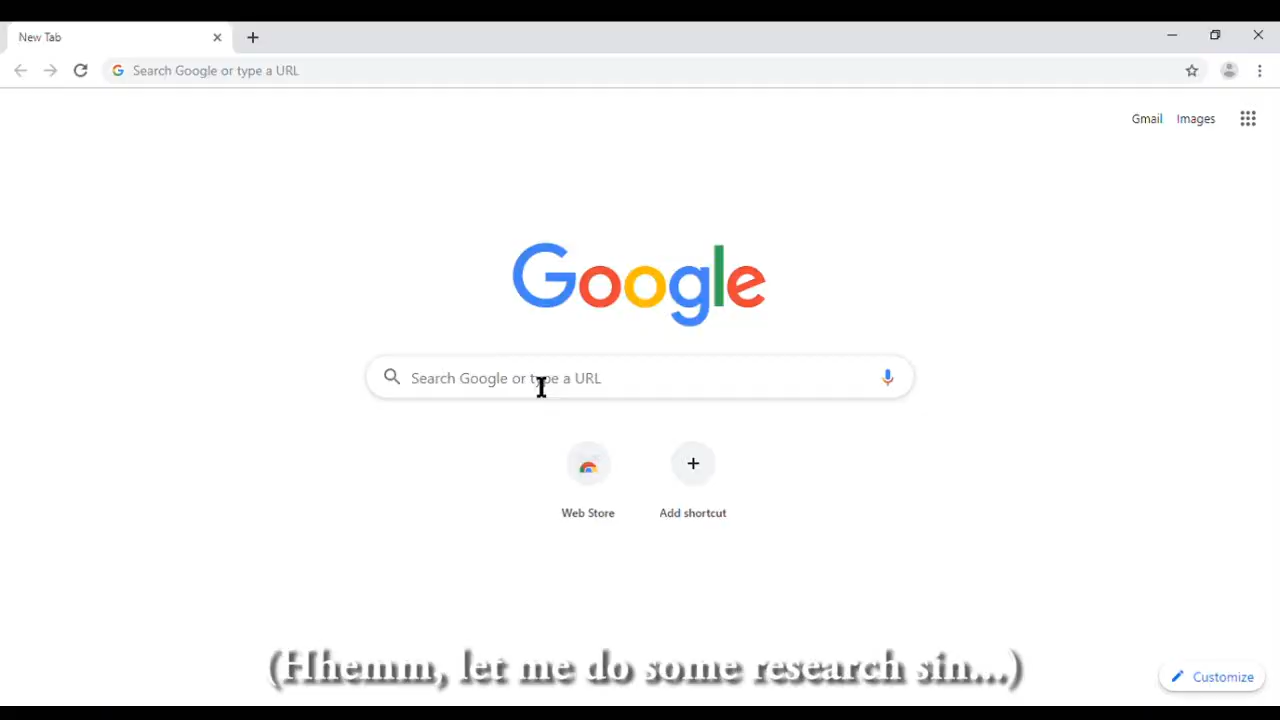 New Tab
Search Google or type a URL
Gmail Images
Google
Search Google or type a URL
Web Store Add shortcut
(Hhemm, let me do some research sin...)
Customize